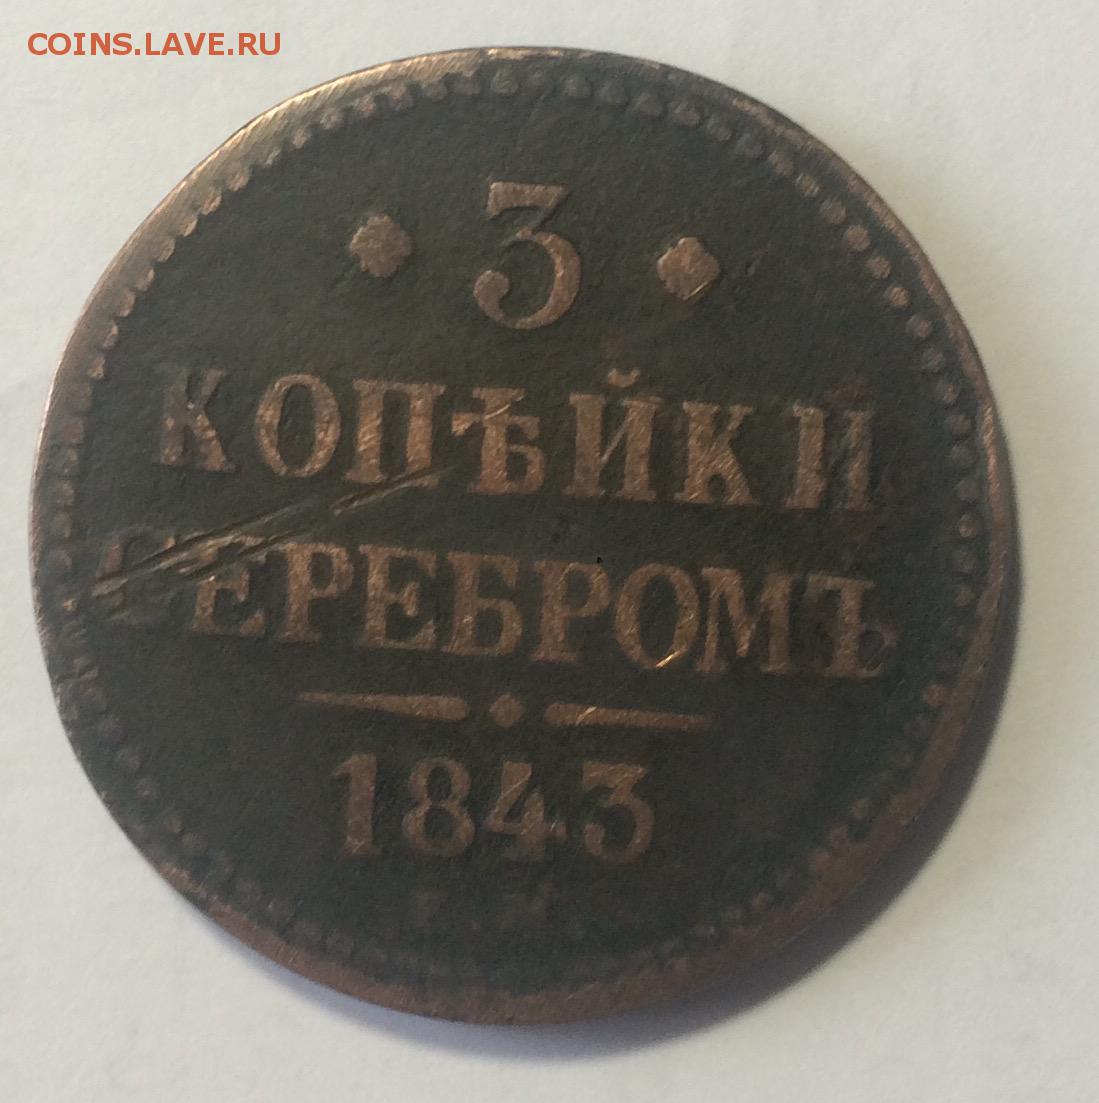 COINS.LAVE.RU
3
КОПѢЙКИ
СЕРЕБРОМЪ
1843